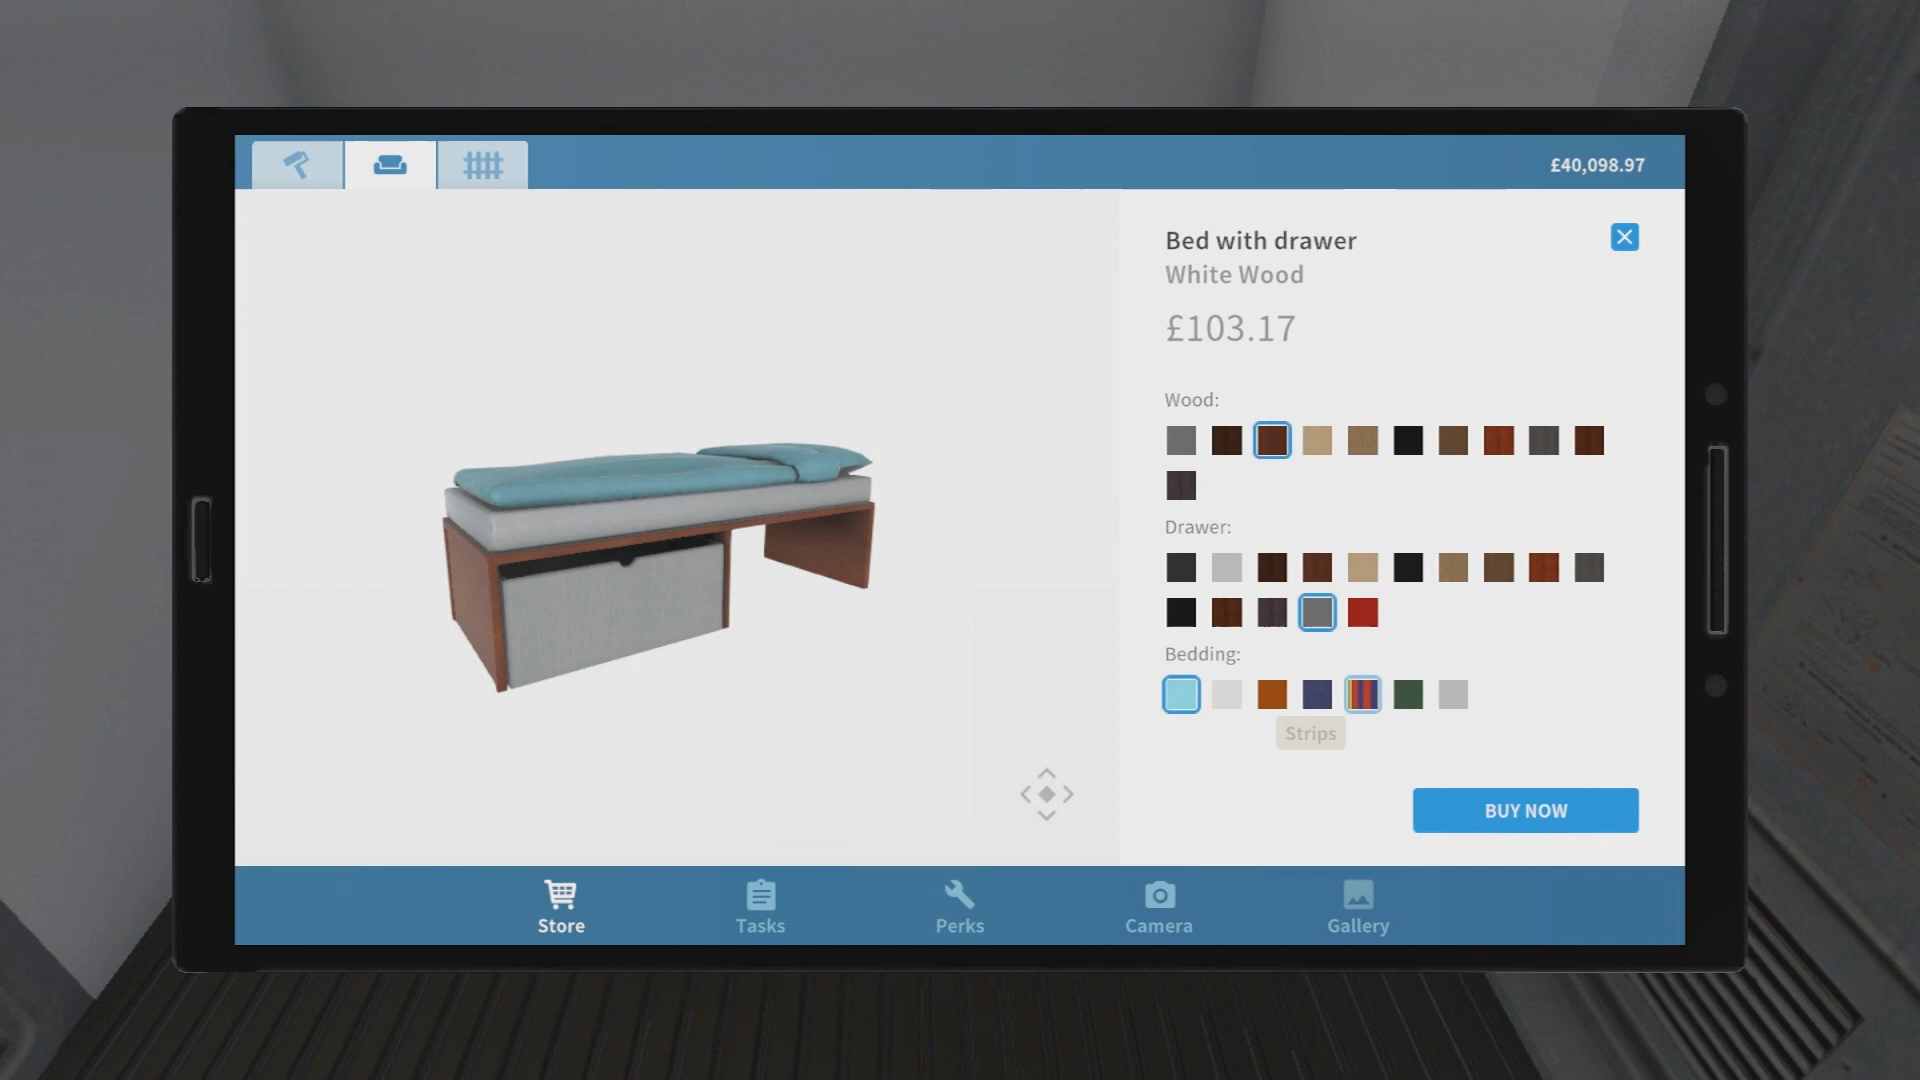 £40,098.97
Bed with drawer
White Wood
£103.17
Wood:
Drawer:
Bedding:
Strips
BUY NOW
Store
Tasks
Perks
Camera
Gallery